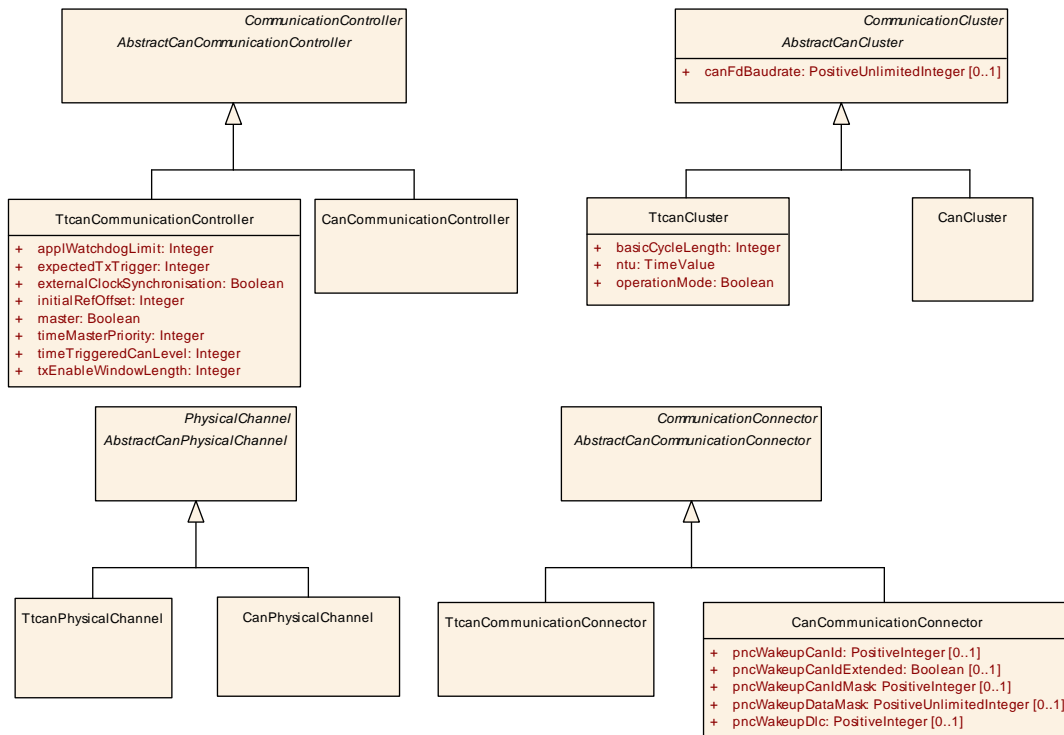 CommunicationController
AbstractCanCommunicationController
CommunicationCluster
AbstractCanCluster
+ canFdBaudrate: PositiveUnlimitedInteger [0..1]
TtcanCommunicationController
+ applWatchdogLimit: Integer
+ expectedTxTrigger: Integer
+ externalClockSynchronisation: Boolean
+ initialRefOffset: Integer
+ master: Boolean
+ timeMasterPriority: Integer
+ timeTriggeredCanLevel: Integer
+ txEnableWindowLength: Integer
CanCommunicationController
TtcanCluster
+ basicCycleLength: Integer
+ ntu: TimeValue
+ operationMode: Boolean
CanCluster
PhysicalChannel
AbstractCanPhysicalChannel
CommunicationConnector
AbstractCanCommunicationConnector
TtcanPhysicalChannel
CanPhysicalChannel
TtcanCommunicationConnector
CanCommunicationConnector
+ pncWakeupCanId: PositiveInteger [0..1]
+ pncWakeupCanIdExtended: Boolean [0..1]
+ pncWakeupCanIdMask: PositiveInteger [0..1]
+ pncWakeupDataMask: PositiveUnlimitedInteger [0..1]
+ pncWakeupDlc: PositiveInteger [0..1]